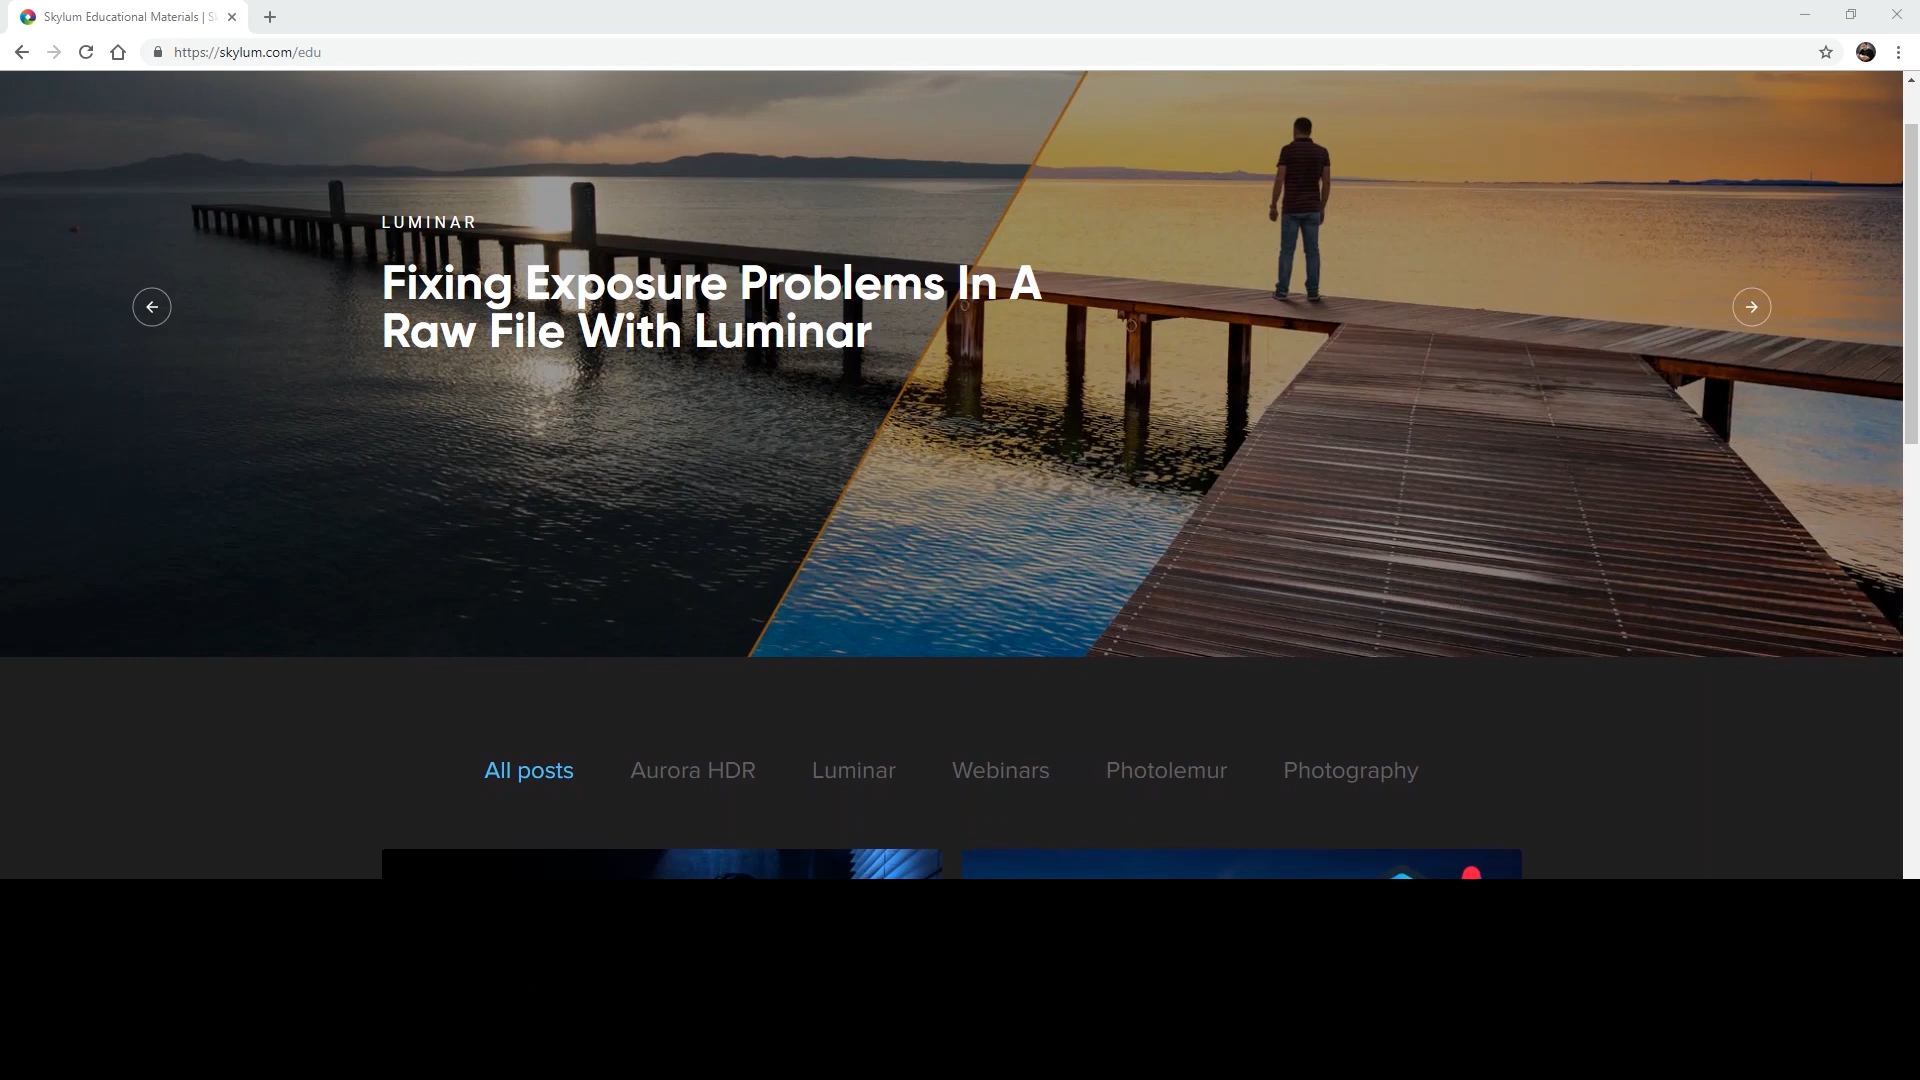 Skylum Educational Materials | Sk
https://skylum.com/edu
LUMINAR
Fixing Exposure Problems In A
Raw File With Luminar
All posts Aurora HDR Luminar Webinars Photolemur Photography